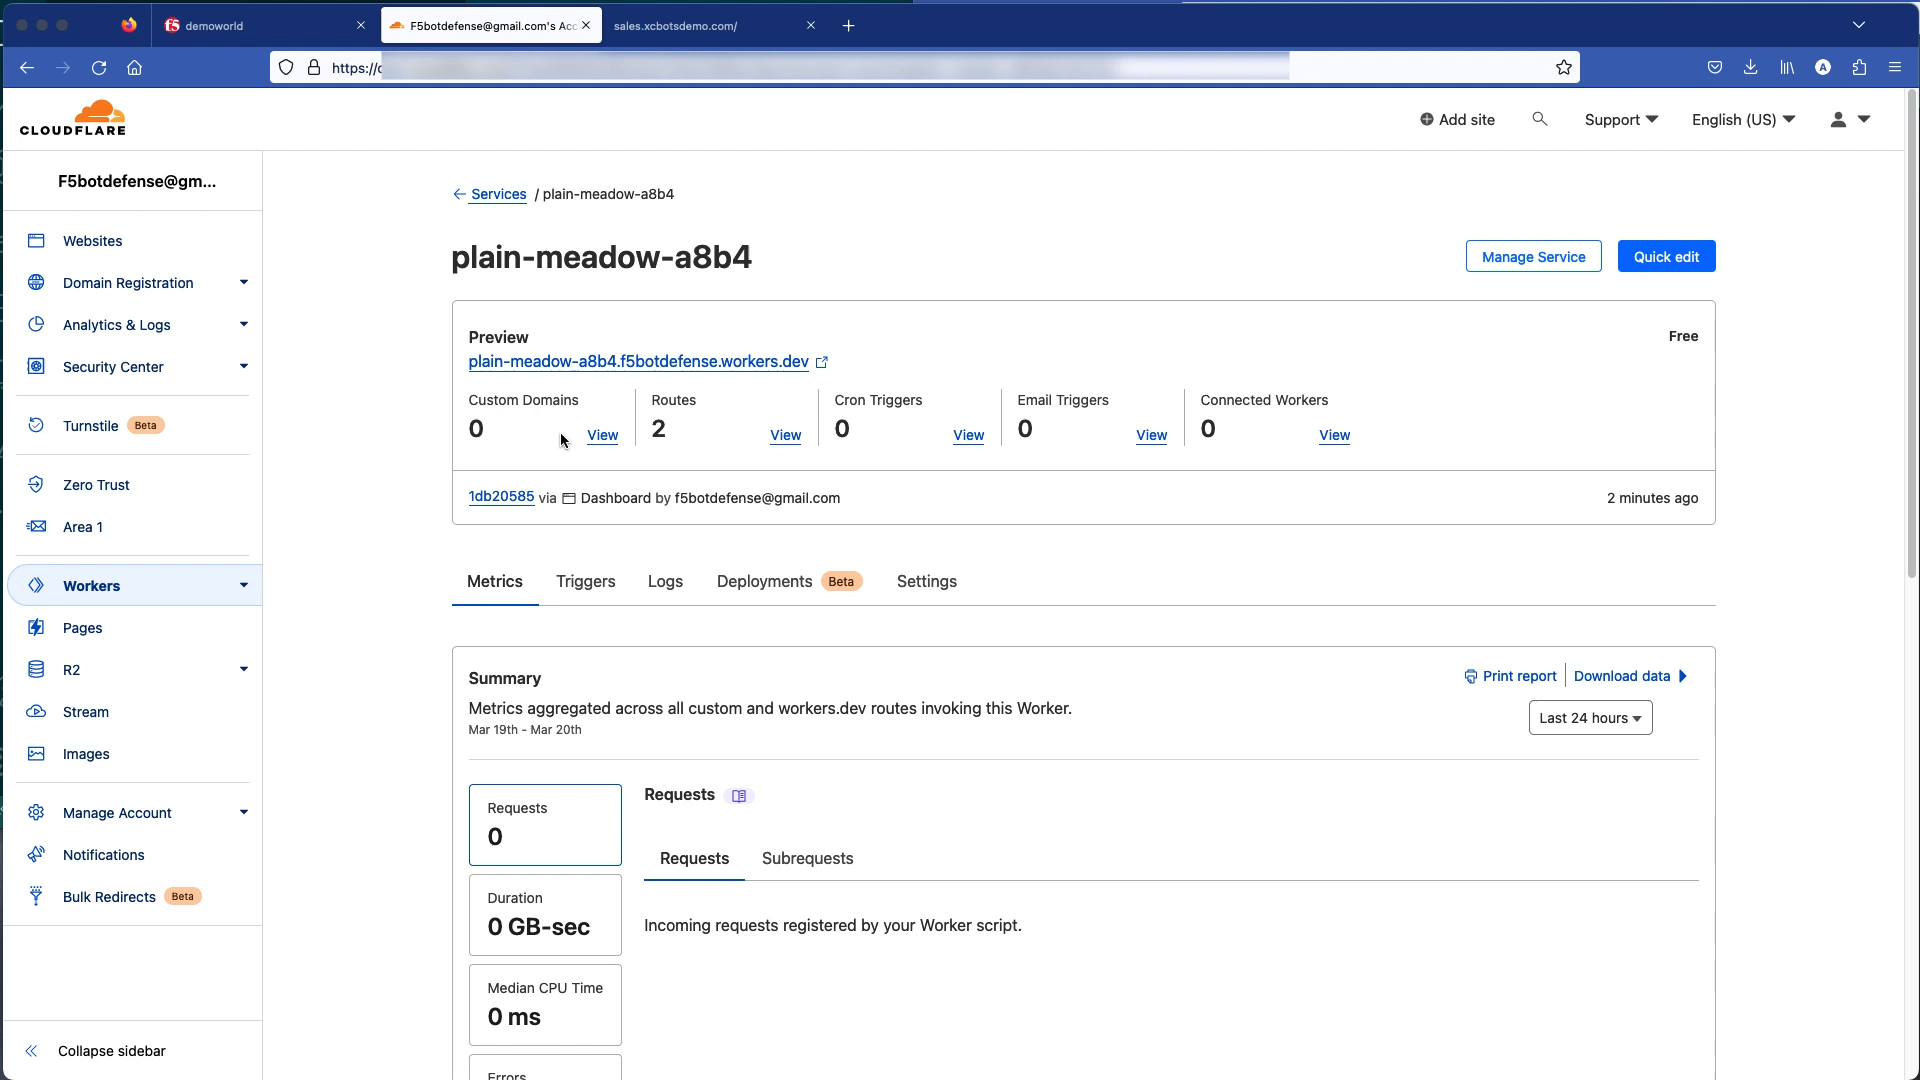 demoworld
F5botdefense@gmail.com's Acc
sales.xcbotsdemo.com/
https://
CLOUDFLARE
Add site
Support
English (US)
F5botdefense@gm...
Websites
Domain Registration
Analytics & Logs
Security Center
Turnstile Beta
Zero Trust
Area 1
Workers
Pages
R2
Stream
Images
Manage Account
Notifications
Bulk Redirects Beta
Collapse sidebar
← Services / plain-meadow-a8b4
plain-meadow-a8b4
Manage Service
Quick edit
Preview
Free
plain-meadow-a8b4.f5botdefense.workers.dev
Custom Domains
0
View
Routes
2
View
Cron Triggers
0
View
Email Triggers
0
View
Connected Workers
0
View
1db20585 via Dashboard by f5botdefense@gmail.com
2 minutes ago
Metrics
Triggers
Logs
Deployments Beta
Settings
Summary
Print report
Download data
Metrics aggregated across all custom and workers.dev routes invoking this Worker.
Mar 19th - Mar 20th
Last 24 hours
Requests
0
Duration
0 GB-sec
Median CPU Time
0 ms
Errors
Requests
Requests
Subrequests
Incoming requests registered by your Worker script.